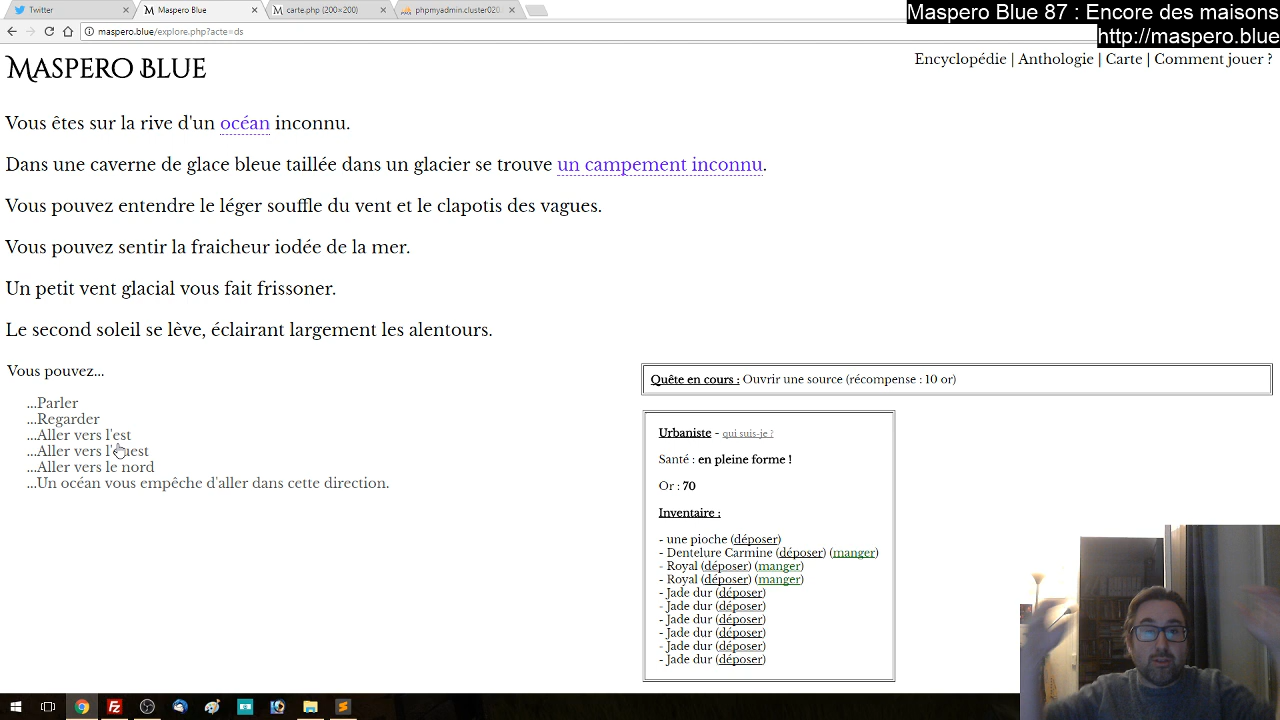 Twitter
Maspero Blue
carte.php (200×200)
phpmyadmin.cluster020.
Maspero Blue 87 : Encore des maisons
http://maspero.blue
maspero.blue/explore.php?acte=ds
Maspero Blue
Encyclopédie | Anthologie | Carte | Comment jouer ?
Vous êtes sur la rive d'un océan inconnu.
Dans une caverne de glace bleue taillée dans un glacier se trouve un campement inconnu.
Vous pouvez entendre le léger souffle du vent et le clapotis des vagues.
Vous pouvez sentir la fraicheur iodée de la mer.
Un petit vent glacial vous fait frissoner.
Le second soleil se lève, éclairant largement les alentours.
Vous pouvez...
...Parler
...Regarder
...Aller vers l'est
...Aller vers l'ouest
...Aller vers le nord
...Un océan vous empêche d'aller dans cette direction.
Quête en cours : Ouvrir une source (récompense : 10 or)
Urbaniste - qui suis-je ?
Santé : en pleine forme !
Or : 70
Inventaire :
- une pioche (déposer)
- Dentelure Carmine (déposer) (manger)
- Royal (déposer) (manger)
- Royal (déposer) (manger)
- Jade dur (déposer)
- Jade dur (déposer)
- Jade dur (déposer)
- Jade dur (déposer)
- Jade dur (déposer)
- Jade dur (déposer)